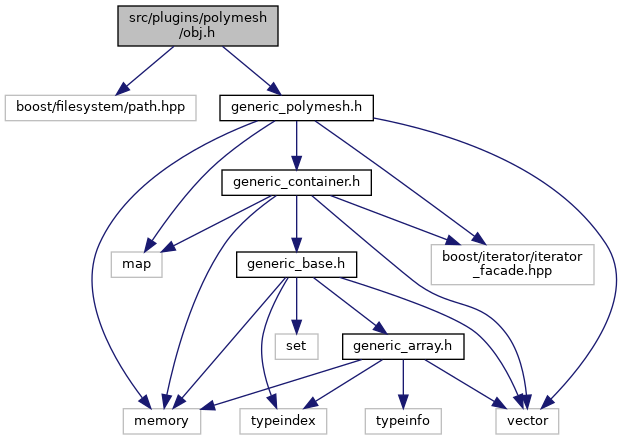 src/plugins/polymesh
/obj.h
boost/filesystem/path.hpp
generic_polymesh.h
generic_container.h
map
generic_base.h
boost/iterator/iterator
_facade.hpp
set
generic_array.h
memory
typeindex
typeinfo
vector